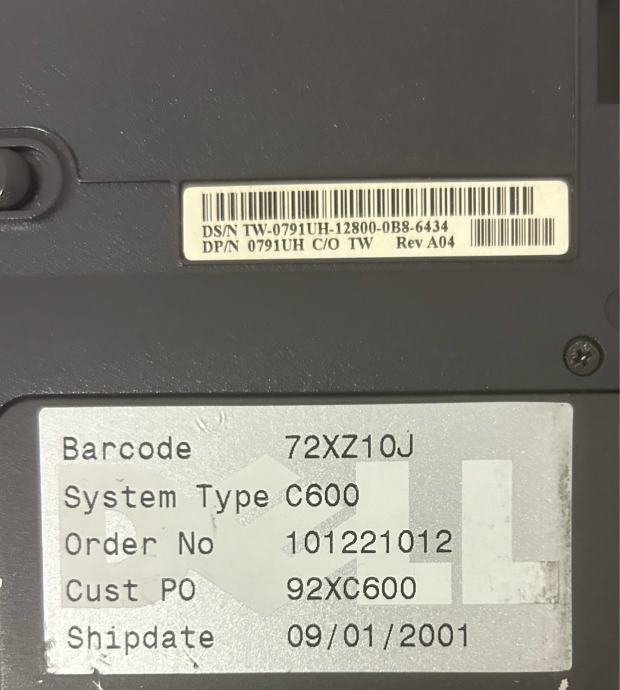 DS/N TW-0791UH-12800-0B8-6434
DP/N 0791UH C/O TW Rev A04
DELL
Barcode 72XZ10J
System Type C600
Order No 101221012
Cust PO 92XC600
Shipdate 09/01/2001